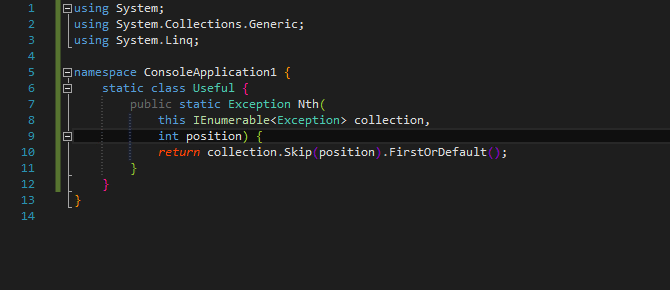 1 using System;
2 using System.Collections.Generic;
3 using System.Linq;
4
5 namespace ConsoleApplication1 {
6 static class Useful {
7 public static Exception Nth(
8 this IEnumerable<Exception> collection,
9 int position) {
10 return collection.Skip(position).FirstOrDefault();
11 }
12 }
13 }
14